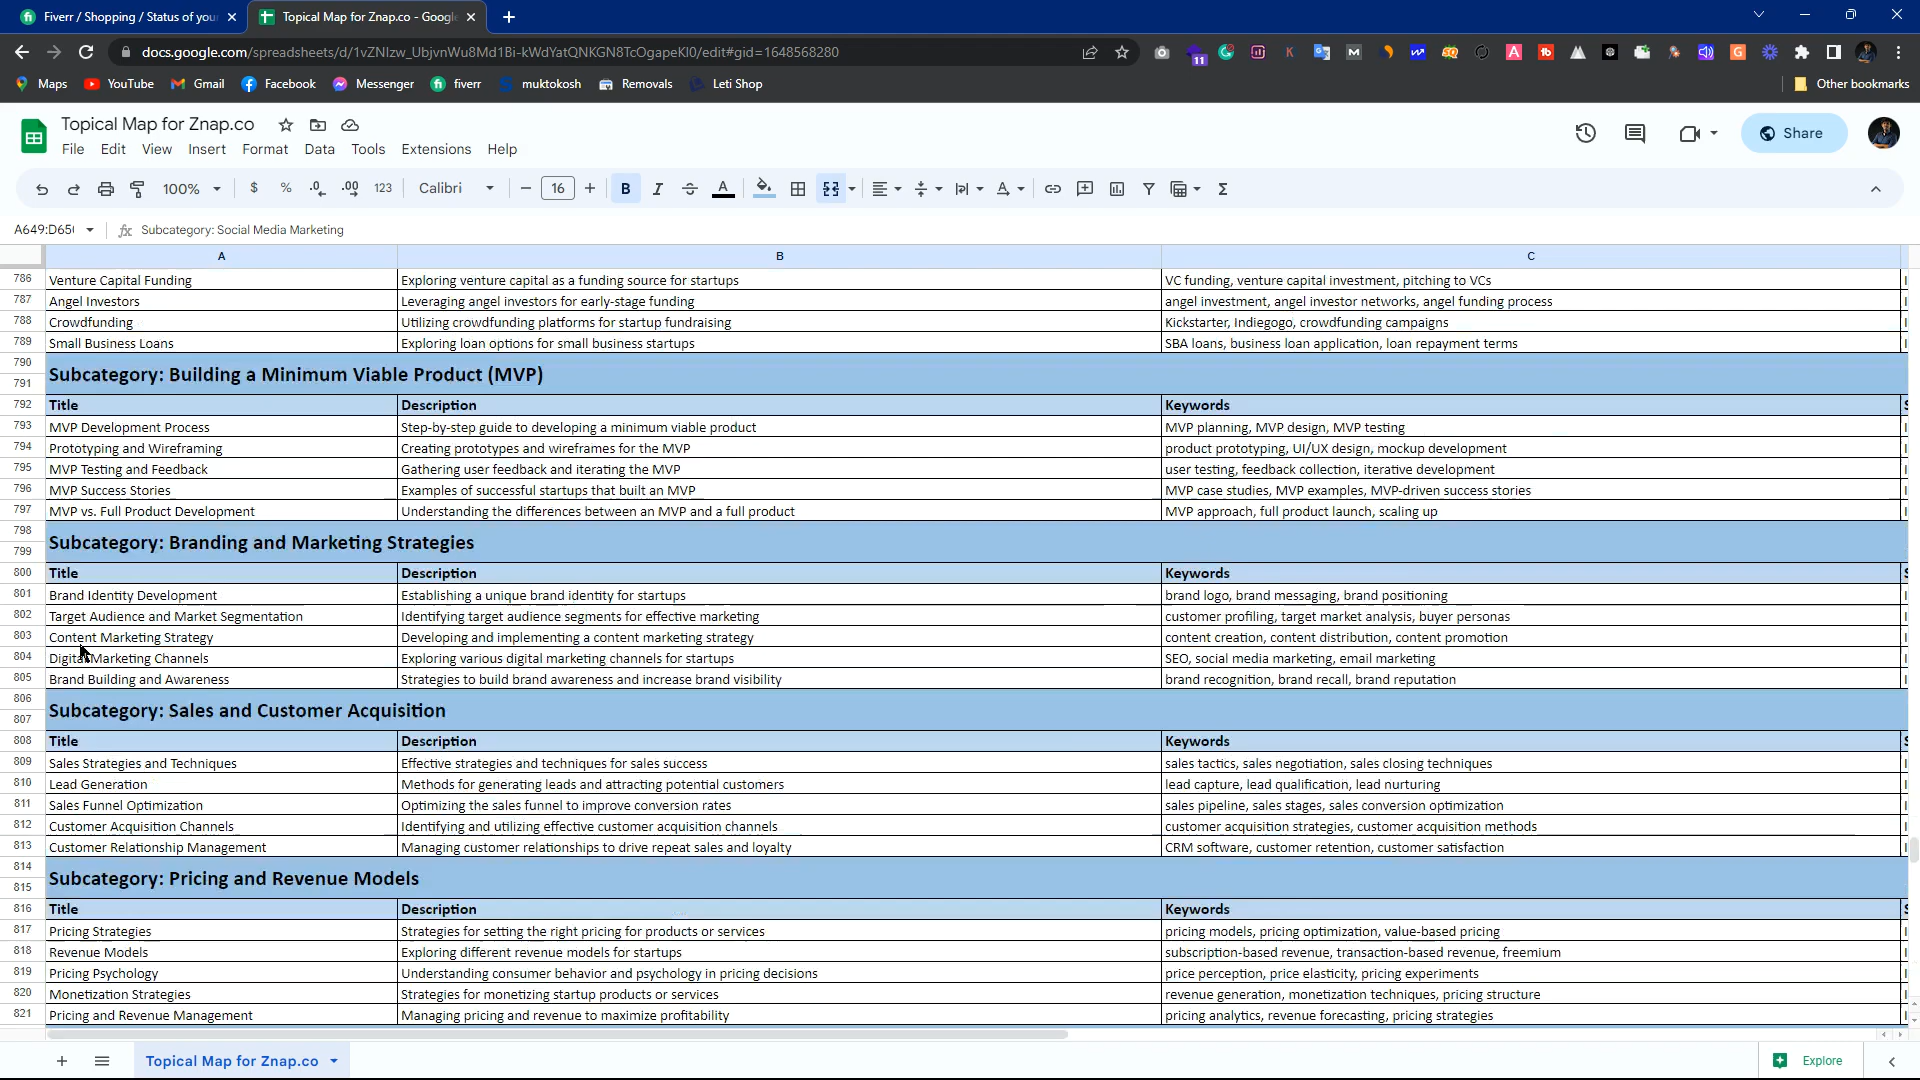 Fiverr / Shopping / Status of you
Topical Map for Znap.co - Google
docs.google.com/spreadsheets/d/1vZNIzw_UbjvnWu8Md1Bi-kWdYatQNKGN8TcOgapeKI0/edit#gid=1648568280
11
Maps YouTube Gmail Facebook Messenger fiverr muktokosh Removals Leti Shop Other bookmarks
Topical Map for Znap.co
File Edit View Insert Format Data Tools Extensions Help
Share
100% $ % .0 .00 123 Calibri 16 B I A
A649:D65 Subcategory: Social Media Marketing
A B C
786 Venture Capital Funding Exploring venture capital as a funding source for startups VC funding, venture capital investment, pitching to VCs
787 Angel Investors Leveraging angel investors for early-stage funding angel investment, angel investor networks, angel funding process
788 Crowdfunding Utilizing crowdfunding platforms for startup fundraising Kickstarter, Indiegogo, crowdfunding campaigns
789 Small Business Loans Exploring loan options for small business startups SBA loans, business loan application, loan repayment terms
790
Subcategory: Building a Minimum Viable Product (MVP)
791
792 Title Description Keywords
793 MVP Development Process Step-by-step guide to developing a minimum viable product MVP planning, MVP design, MVP testing
794 Prototyping and Wireframing Creating prototypes and wireframes for the MVP product prototyping, UI/UX design, mockup development
795 MVP Testing and Feedback Gathering user feedback and iterating the MVP user testing, feedback collection, iterative development
796 MVP Success Stories Examples of successful startups that built an MVP MVP case studies, MVP examples, MVP-driven success stories
797 MVP vs. Full Product Development Understanding the differences between an MVP and a full product MVP approach, full product launch, scaling up
798
Subcategory: Branding and Marketing Strategies
799
800 Title Description Keywords
801 Brand Identity Development Establishing a unique brand identity for startups brand logo, brand messaging, brand positioning
802 Target Audience and Market Segmentation Identifying target audience segments for effective marketing customer profiling, target market analysis, buyer personas
803 Content Marketing Strategy Developing and implementing a content marketing strategy content creation, content distribution, content promotion
804 Digital Marketing Channels Exploring various digital marketing channels for startups SEO, social media marketing, email marketing
805 Brand Building and Awareness Strategies to build brand awareness and increase brand visibility brand recognition, brand recall, brand reputation
806
Subcategory: Sales and Customer Acquisition
807
808 Title Description Keywords
809 Sales Strategies and Techniques Effective strategies and techniques for sales success sales tactics, sales negotiation, sales closing techniques
810 Lead Generation Methods for generating leads and attracting potential customers lead capture, lead qualification, lead nurturing
811 Sales Funnel Optimization Optimizing the sales funnel to improve conversion rates sales pipeline, sales stages, sales conversion optimization
812 Customer Acquisition Channels Identifying and utilizing effective customer acquisition channels customer acquisition strategies, customer acquisition methods
813 Customer Relationship Management Managing customer relationships to drive repeat sales and loyalty CRM software, customer retention, customer satisfaction
814
Subcategory: Pricing and Revenue Models
815
816 Title Description Keywords
817 Pricing Strategies Strategies for setting the right pricing for products or services pricing models, pricing optimization, value-based pricing
818 Revenue Models Exploring different revenue models for startups subscription-based revenue, transaction-based revenue, freemium
819 Pricing Psychology Understanding consumer behavior and psychology in pricing decisions price perception, price elasticity, pricing experiments
820 Monetization Strategies Strategies for monetizing startup products or services revenue generation, monetization techniques, pricing structure
821 Pricing and Revenue Management Managing pricing and revenue to maximize profitability pricing analytics, revenue forecasting, pricing strategies
Topical Map for Znap.co
Explore